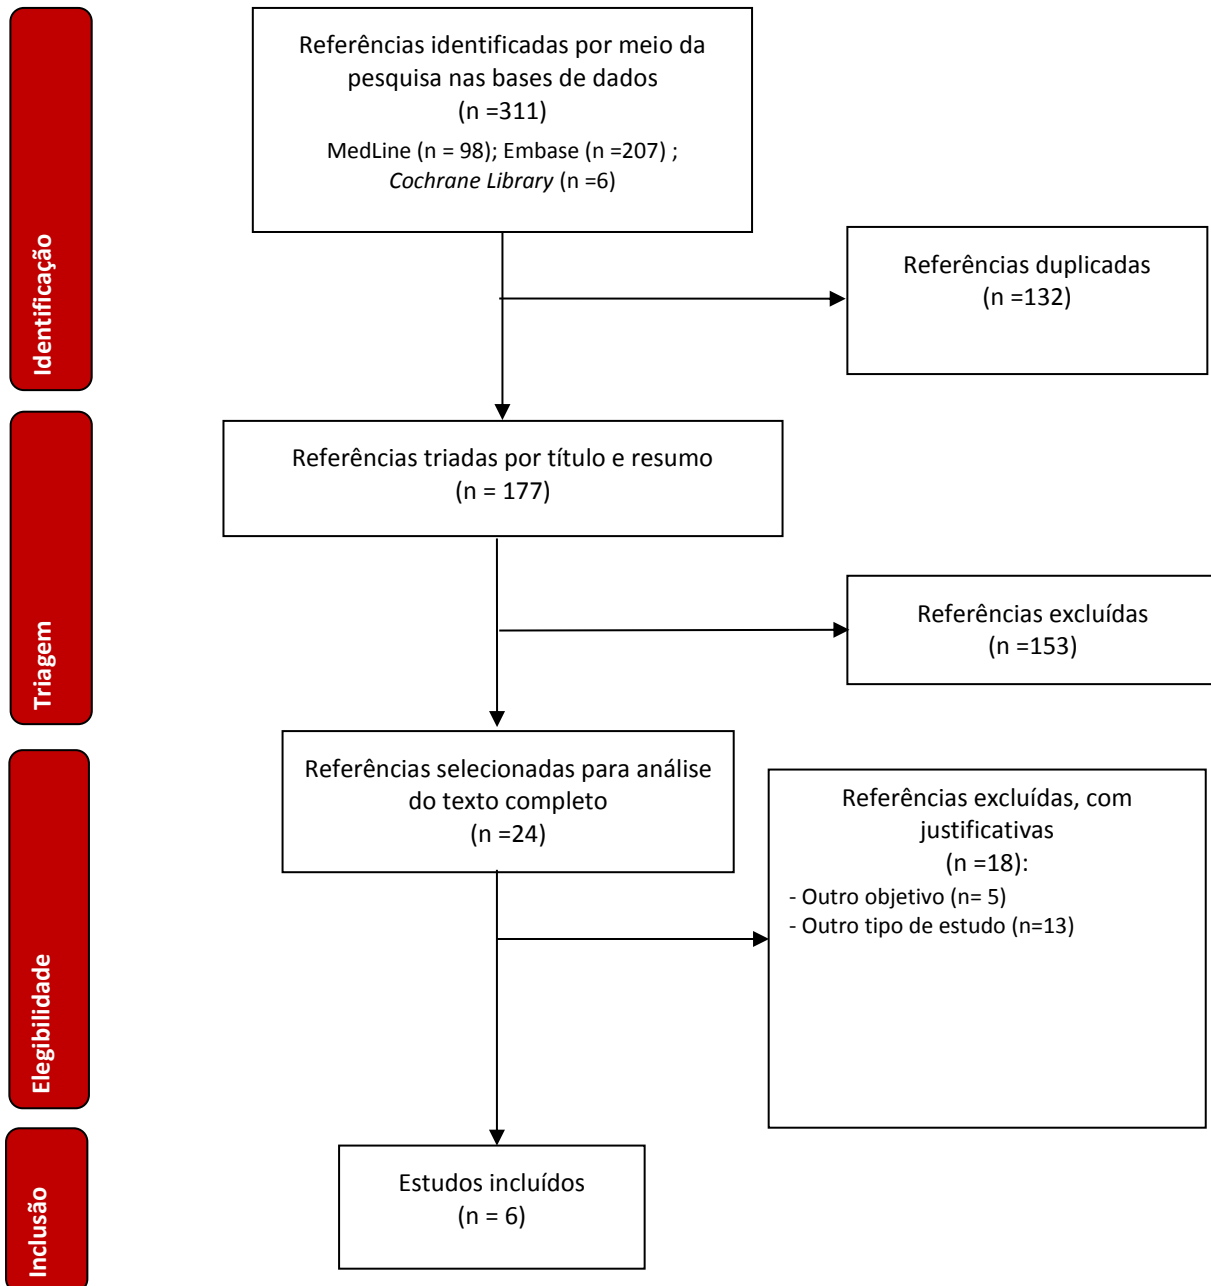 Identificação
Referências identificadas por meio da
pesquisa nas bases de dados
(n =311)
MedLine (n = 98); Embase (n =207) ;
Cochrane Library (n =6)
Referências duplicadas
(n =132)
Triagem
Referências triadas por título e resumo
(n = 177)
Referências excluídas
(n =153)
Elegibilidade
Referências selecionadas para análise
do texto completo
(n =24)
Referências excluídas, com
justificativas
(n =18):
- Outro objetivo (n= 5)
- Outro tipo de estudo (n=13)
Inclusão
Estudos incluídos
(n = 6)